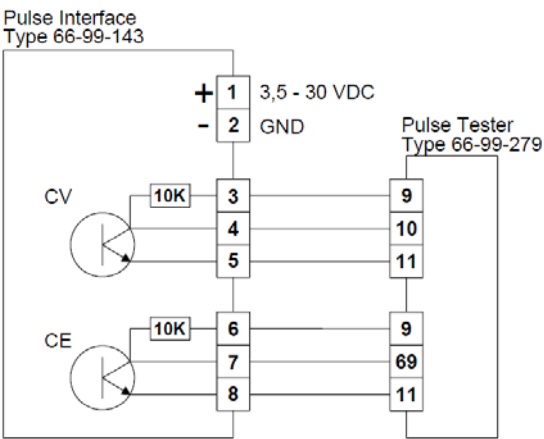 Pulse Interface
Type 66-99-143
+ 1 3,5 - 30 VDC
- 2 GND
Pulse Tester
Type 66-99-279
CV 10K 3 9
4 10
5 11
CE 10K 6 9
7 69
8 11